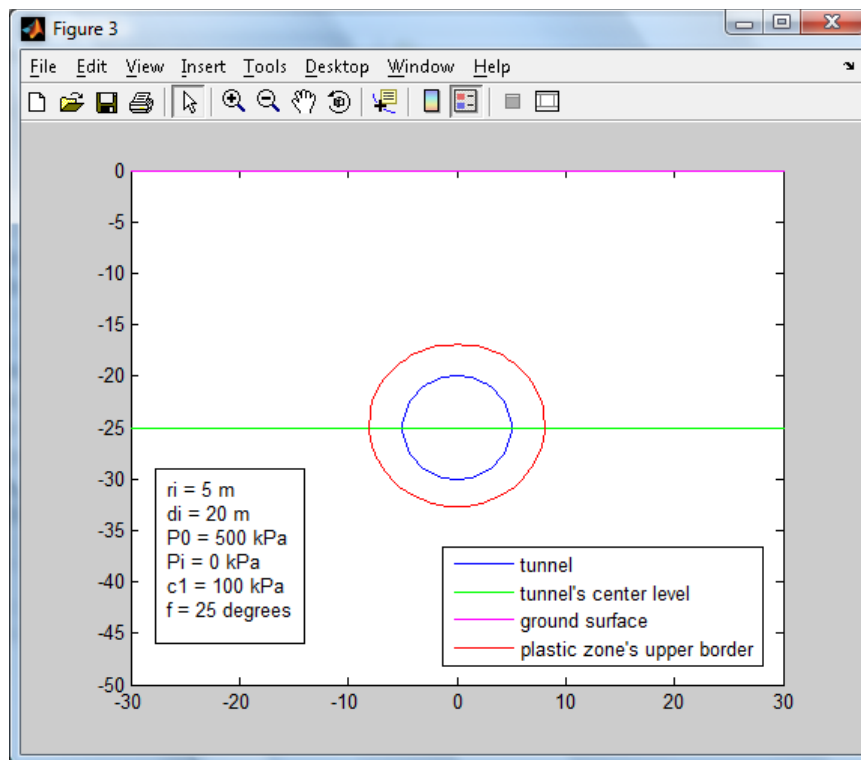 Figure 3
File Edit View Insert Tools Desktop Window Help
0
-5
-10
-15
-20
-25
-30
-35
-40
-45
-50
ri = 5 m
di = 20 m
P0 = 500 kPa
Pi = 0 kPa
c1 = 100 kPa
f = 25 degrees
tunnel
tunnel's center level
ground surface
plastic zone's upper border
-30 -20 -10 0 10 20 30